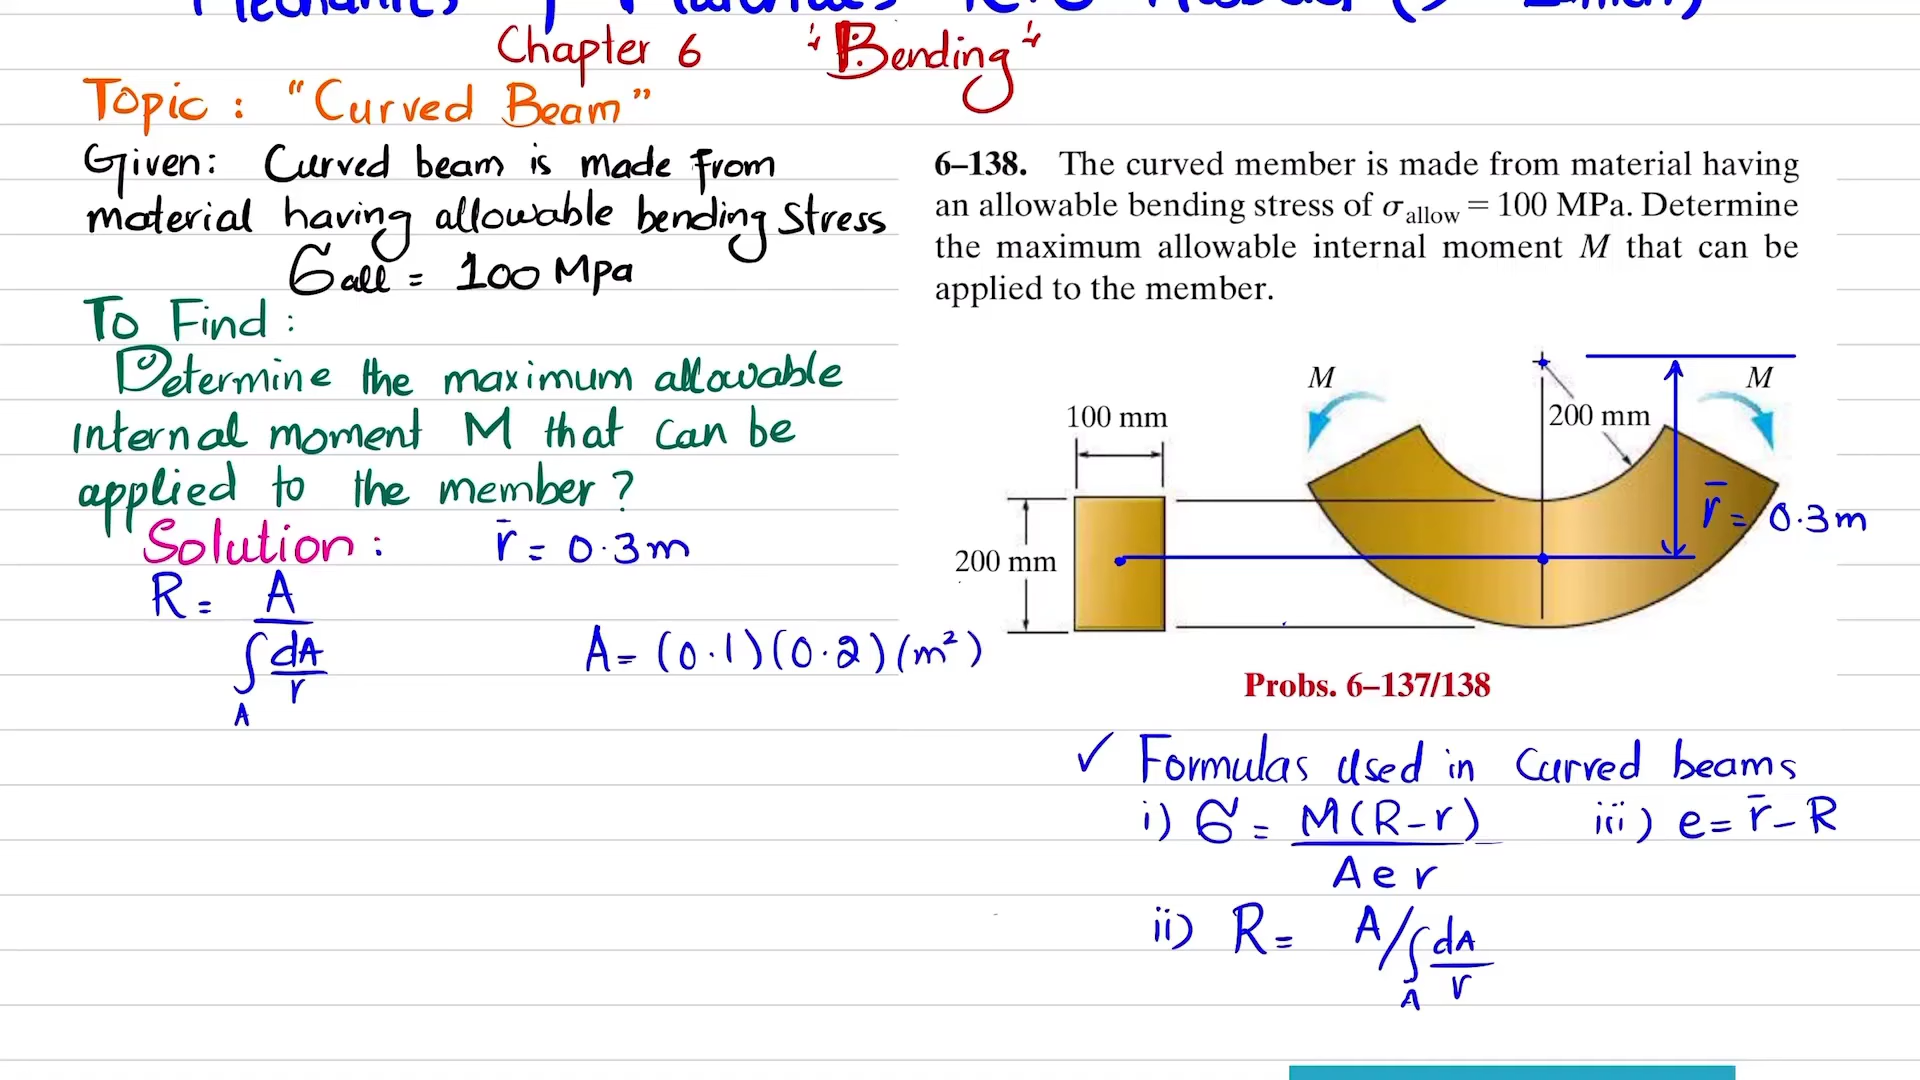 Mechanics of Materials
Chapter 6 "Bending"
Topic : "Curved Beam"
Given: Curved beam is made from
material having allowable bending Stress
σall = 100 Mpa
To Find :
Determine the maximum allowable
internal moment M that can be
applied to the member ?
Solution : r̄ = 0.3m
R = A / ∫A dA/r
A = (0.1)(0.2)(m²)
6–138. The curved member is made from material having
an allowable bending stress of σallow = 100 MPa. Determine
the maximum allowable internal moment M that can be
applied to the member.
M
M
100 mm
200 mm
200 mm
r̄ = 0.3m
Probs. 6–137/138
✓ Formulas used in Curved beams
i) σ = M(R-r) / A e r
iii) e = r̄ - R
ii) R = A/∫A dA/r